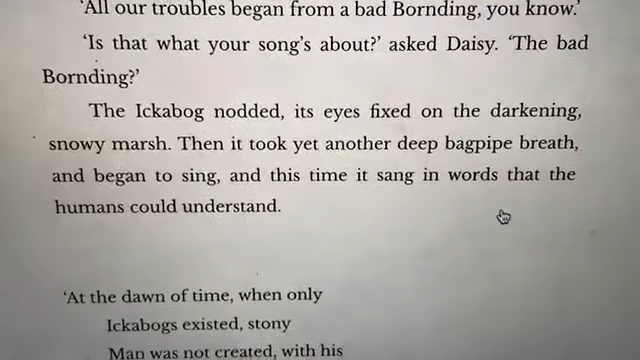 ‘All our troubles began from a bad Bornding, you know.’
‘Is that what your song’s about?’ asked Daisy. ‘The bad
Bornding?’
The Ickabog nodded, its eyes fixed on the darkening,
snowy marsh. Then it took yet another deep bagpipe breath,
and began to sing, and this time it sang in words that the
humans could understand.
‘At the dawn of time, when only
Ickabogs existed, stony
Man was not created, with his